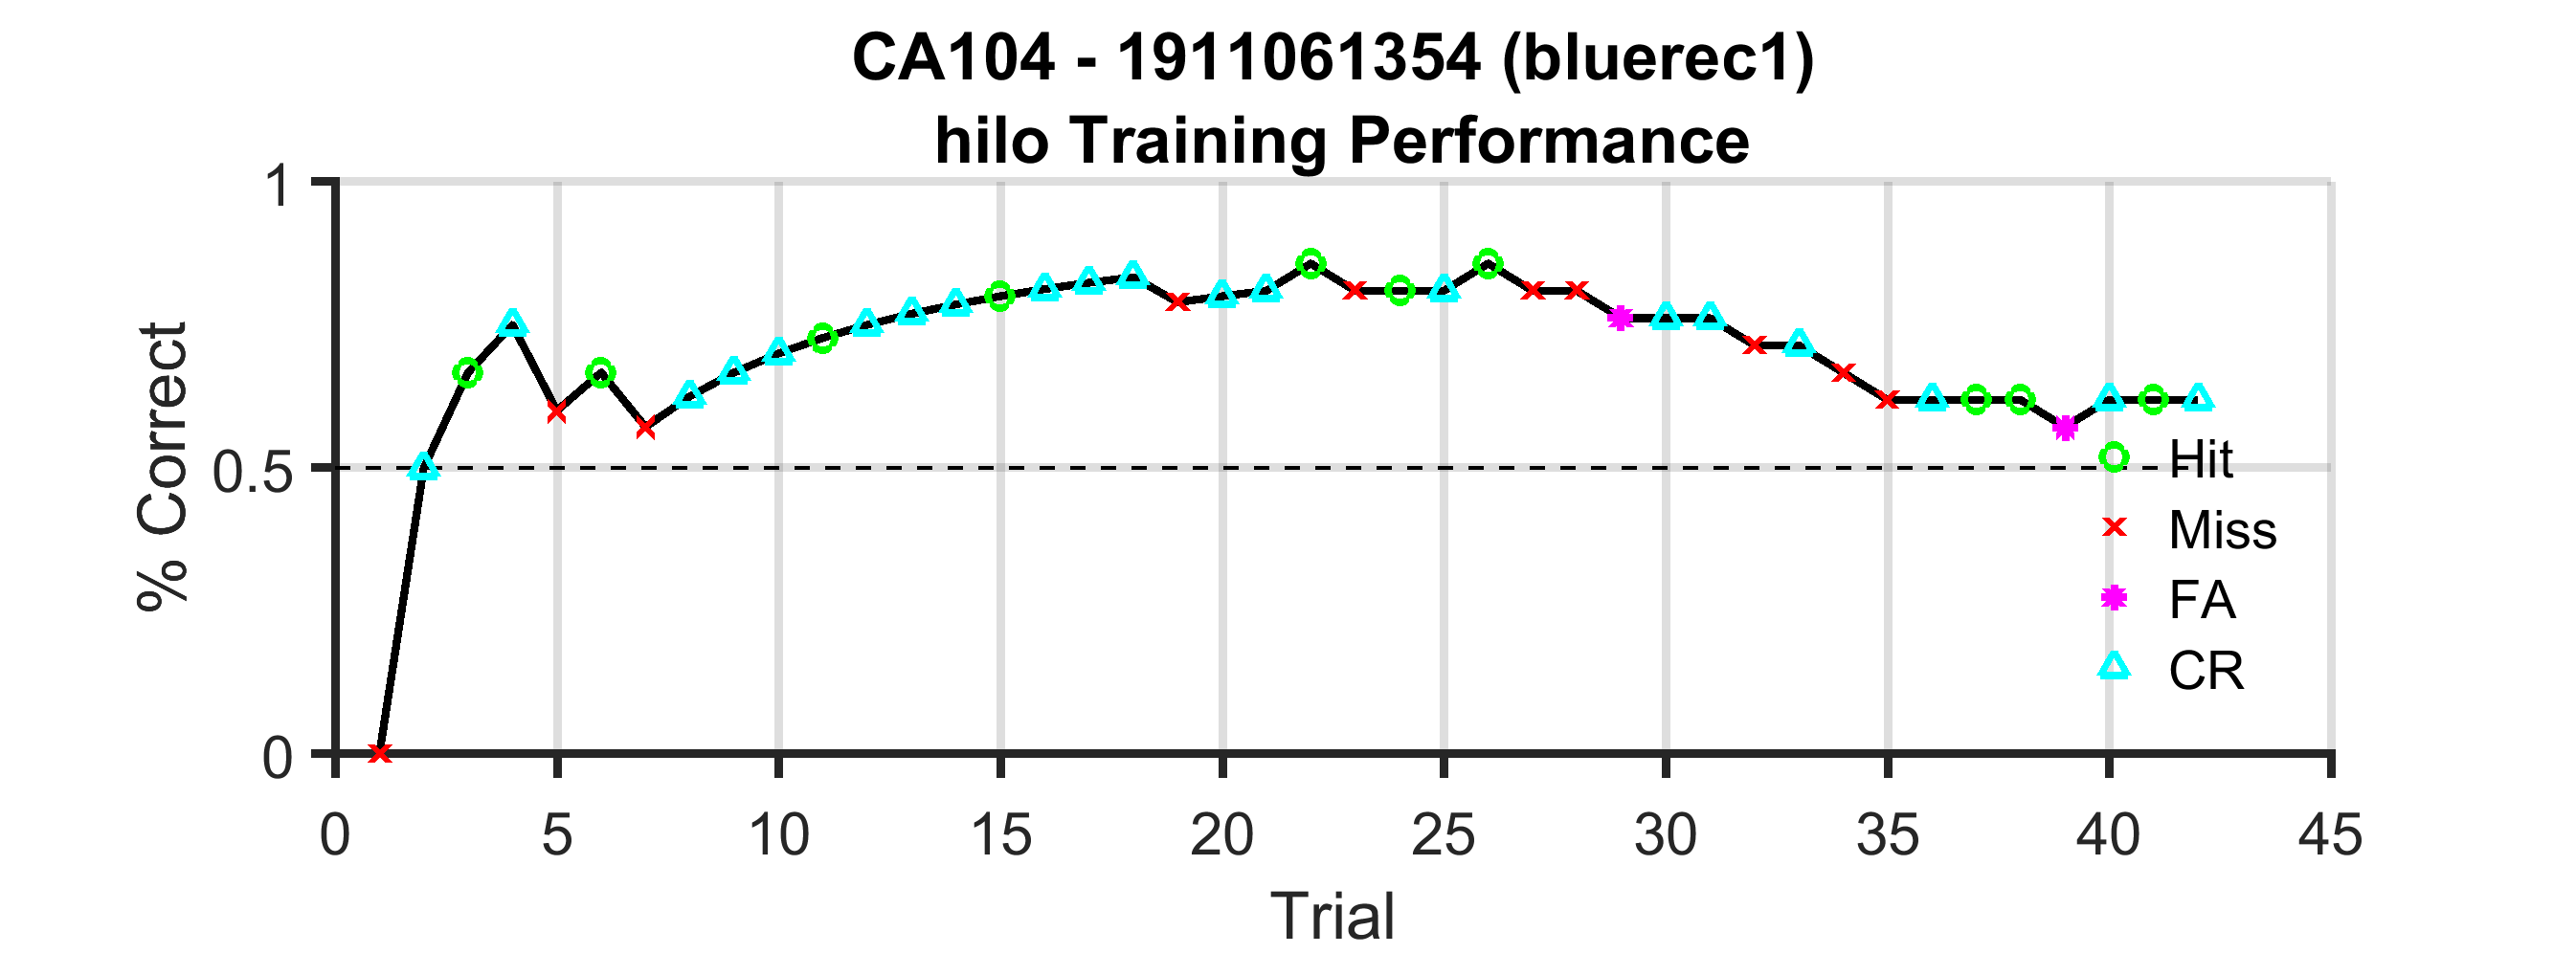 CA104 - 1911061354 (bluerec1)
hilo Training Performance
% Correct
1
0.5
0
Hit
Miss
FA
CR
0 5 10 15 20 25 30 35 40 45
Trial